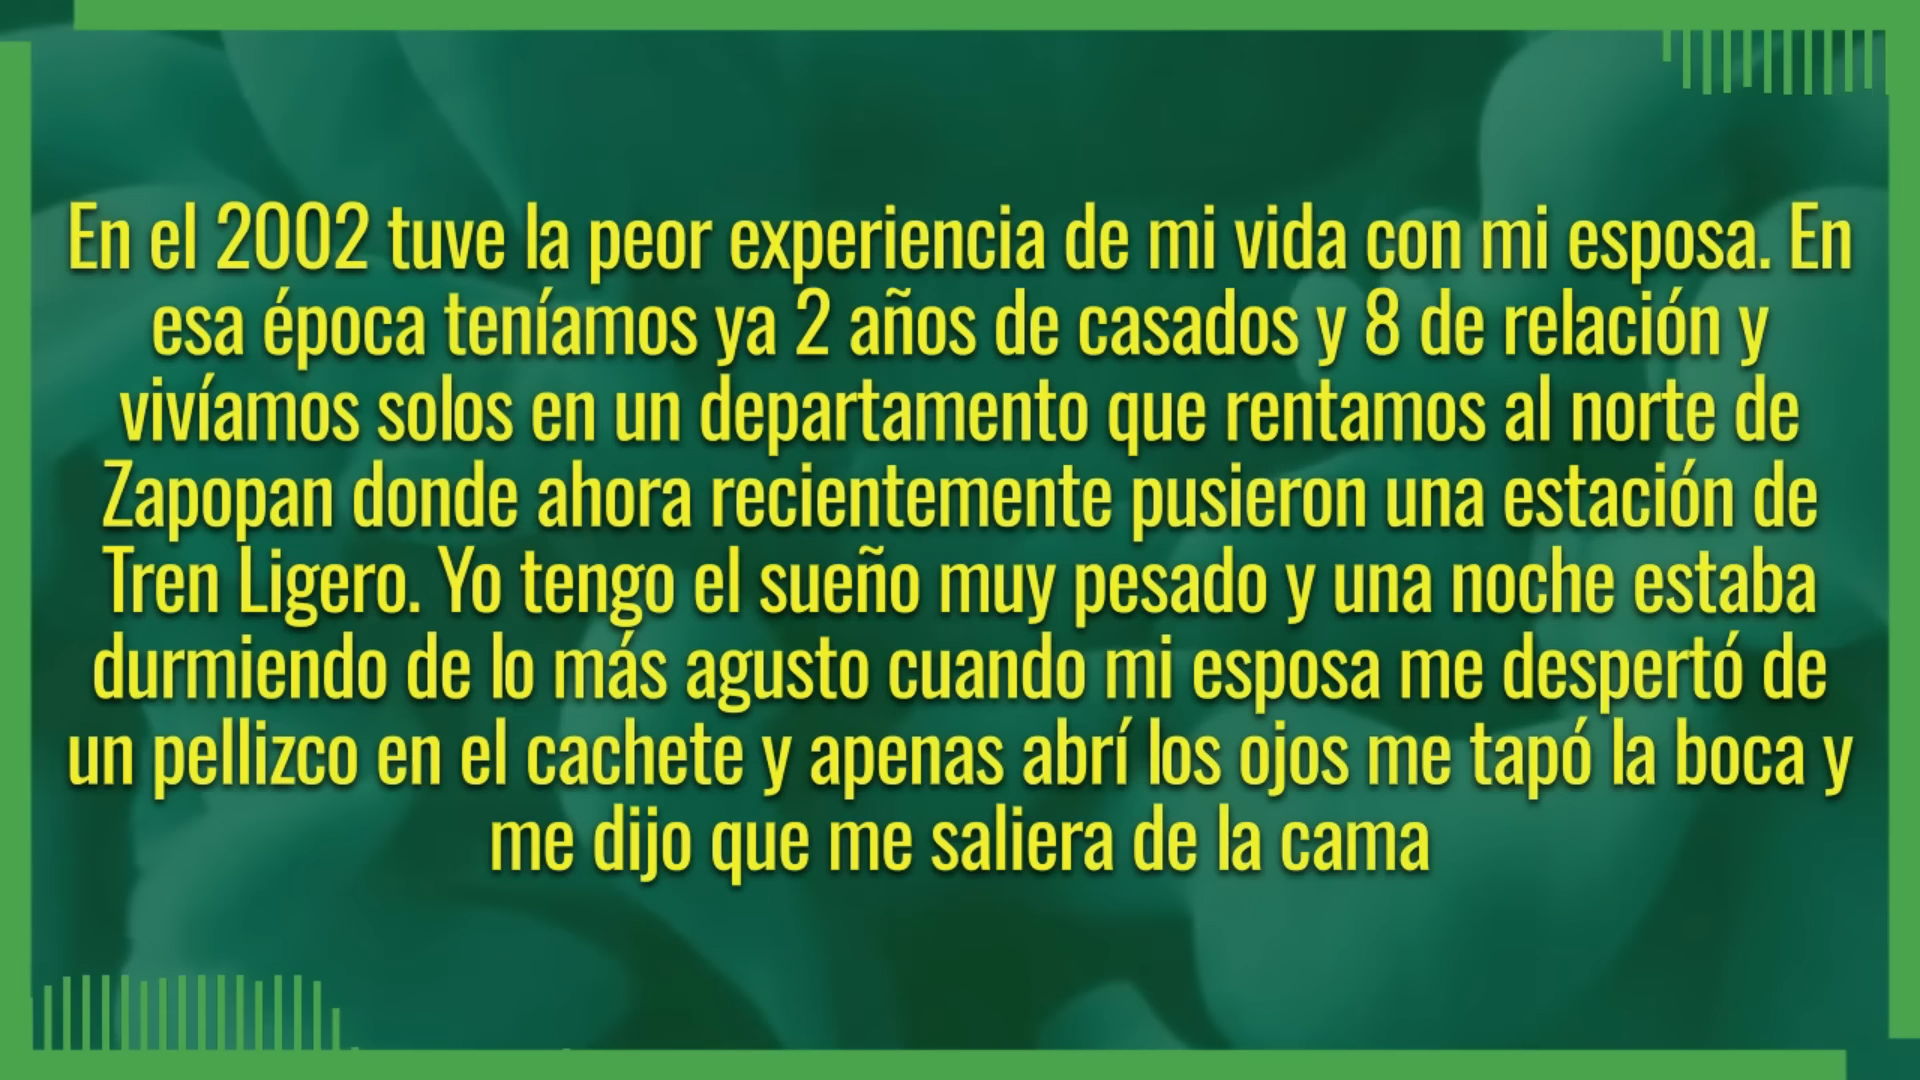 En el 2002 tuve la peor experiencia de mi vida con mi esposa. En
esa época teníamos ya 2 años de casados y 8 de relación y
vivíamos solos en un departamento que rentamos al norte de
Zapopan donde ahora recientemente pusieron una estación de
Tren Ligero. Yo tengo el sueño muy pesado y una noche estaba
durmiendo de lo más agusto cuando mi esposa me despertó de
un pellizco en el cachete y apenas abrí los ojos me tapó la boca y
me dijo que me saliera de la cama